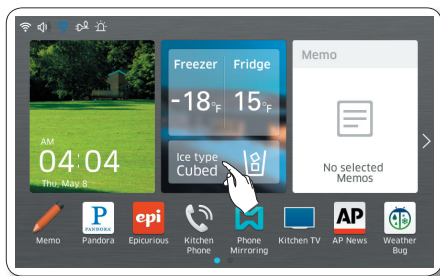 Freezer
Fridge
Memo
-18°F
15°F
AM
04:04
Thu, May 8
Ice type
Cubed
No selected
Memos
P
PANDORA
epi
AP
Memo
Pandora
Epicurious
Kitchen
Phone
Phone
Mirroring
Kitchen TV
AP News
Weather
Bug